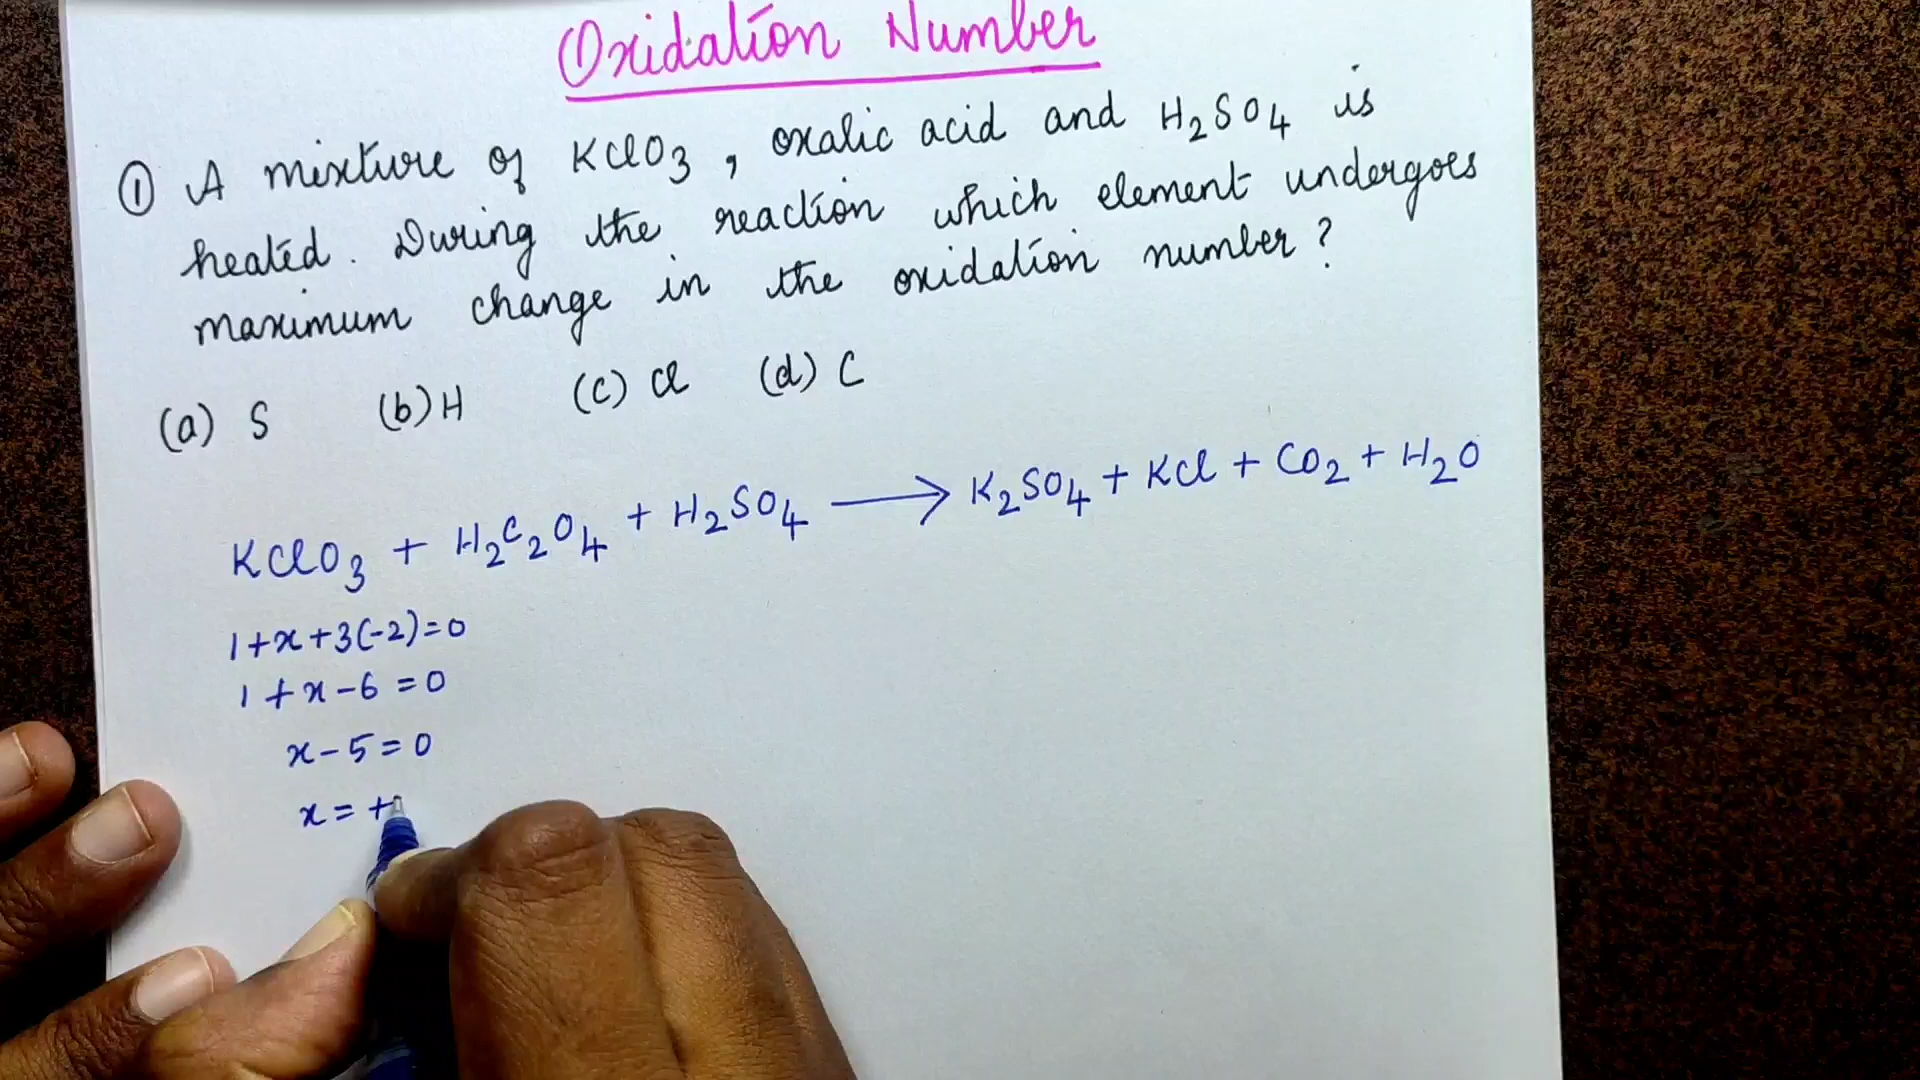 Oxidation Number
① A mixture of KClO₃, oxalic acid and H₂SO₄ is
heated. During the reaction which element undergoes
maximum change in the oxidation number?
(a) S (b) H (c) Cl (d) C
KClO₃ + H₂C₂O₄ + H₂SO₄ ⟶ K₂SO₄ + KCl + CO₂ + H₂O
1+x+3(-2)=0
1+x-6=0
x-5=0
x=+